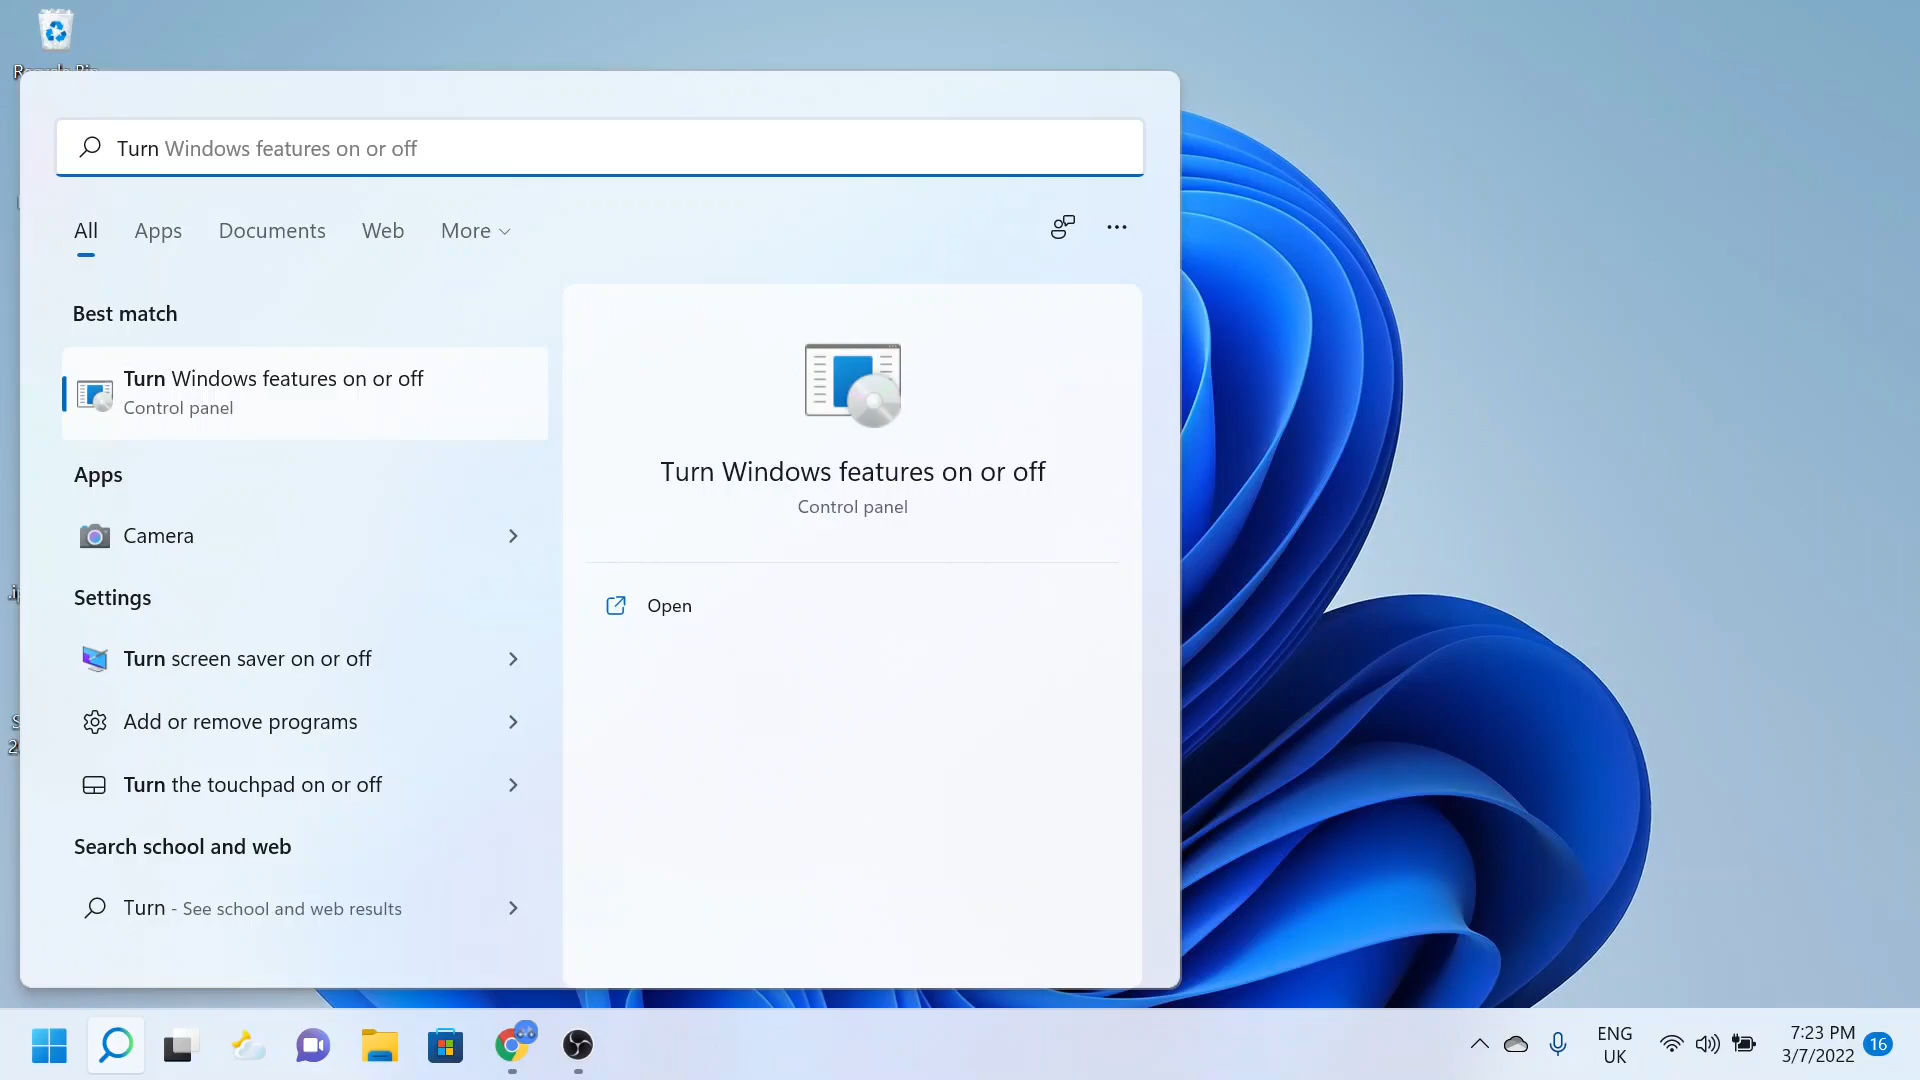 Turn Windows features on or off
All Apps Documents Web More
Best match
Turn Windows features on or off
Control panel
Apps
Camera
Settings
Turn screen saver on or off
Add or remove programs
Turn the touchpad on or off
Search school and web
Turn - See school and web results
Turn Windows features on or off
Control panel
Open
ENG
UK
7:23 PM
3/7/2022
16